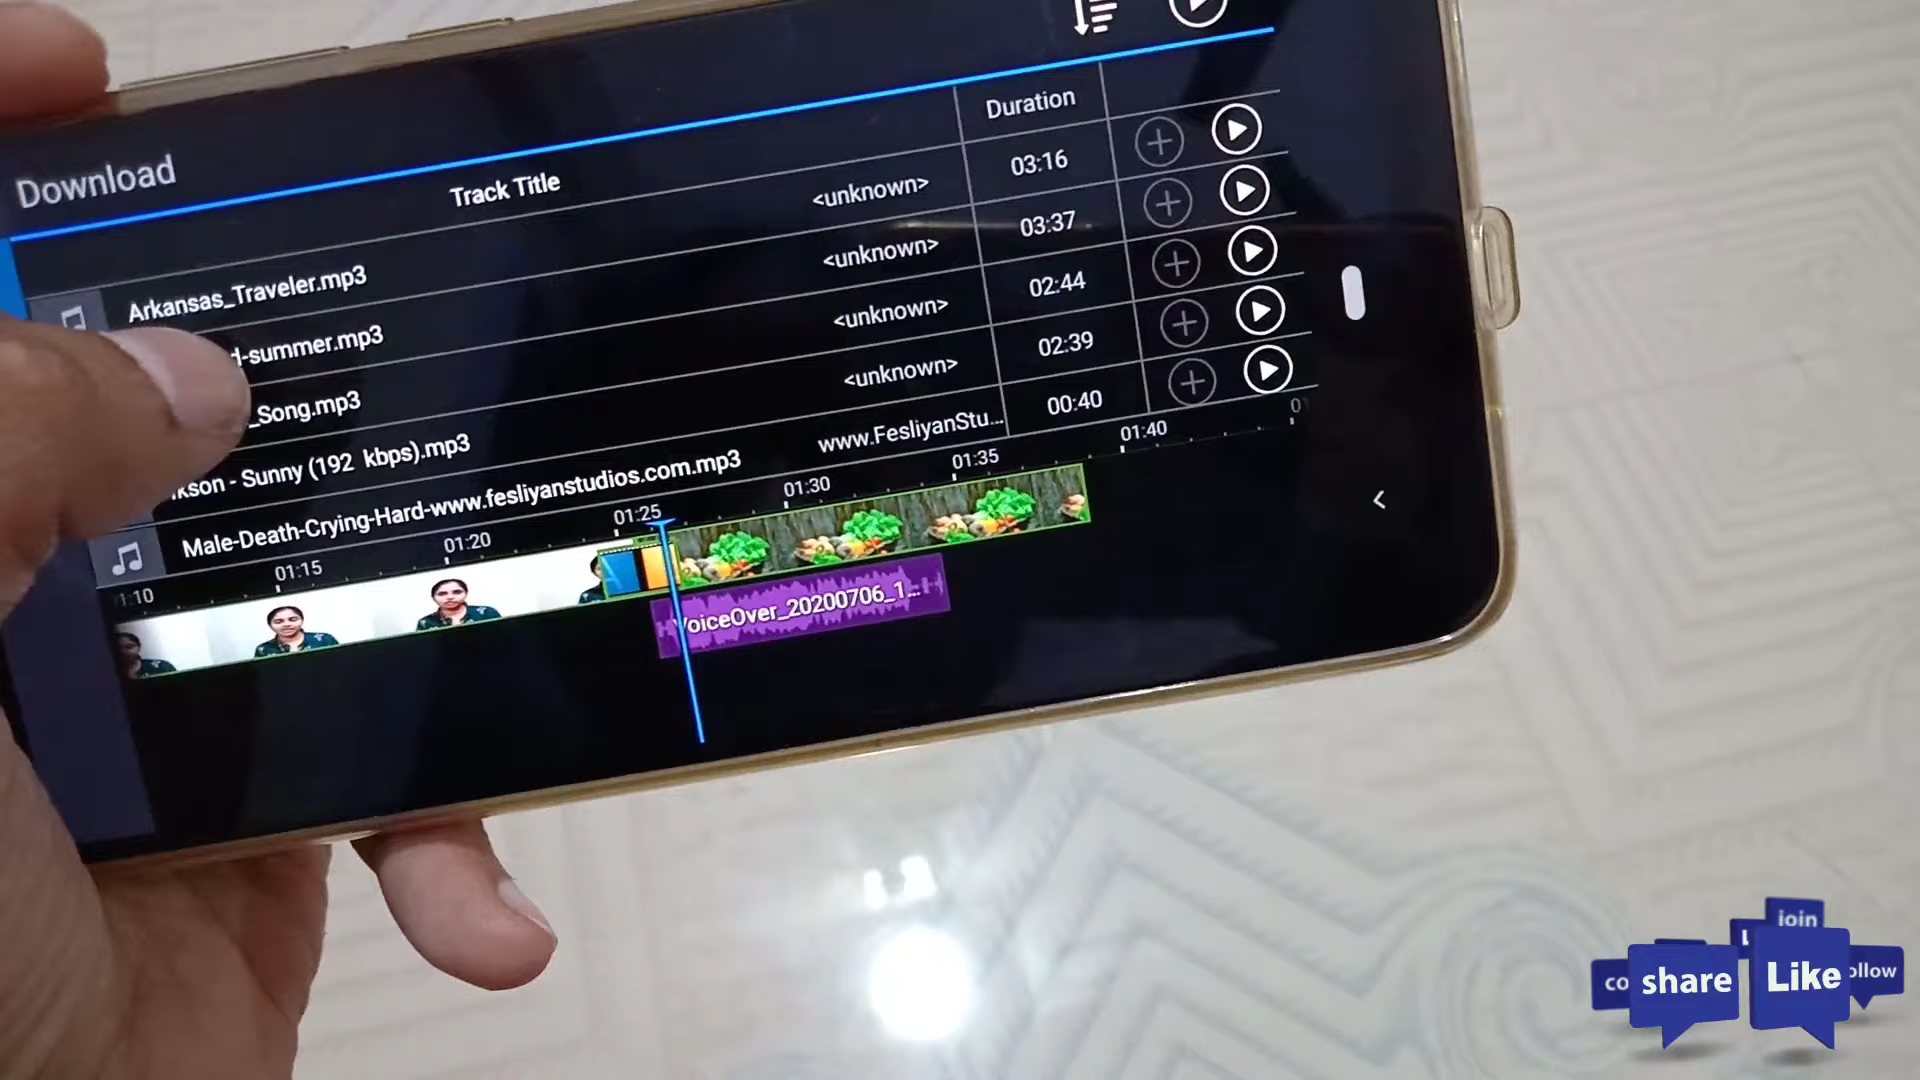 Download
Track Title
Duration
Arkansas_Traveler.mp3 <unknown> 03:16
d-summer.mp3 <unknown> 03:37
_Song.mp3 <unknown> 02:44
kson - Sunny (192 kbps).mp3 <unknown> 02:39
Male-Death-Crying-Hard-www.fesliyanstudios.com.mp3 www.FesliyanStu... 00:40
1:10 01:15 01:20 01:25 01:30 01:35 01:40 01
VoiceOver_20200706_1...
join
L
co share Like ollow